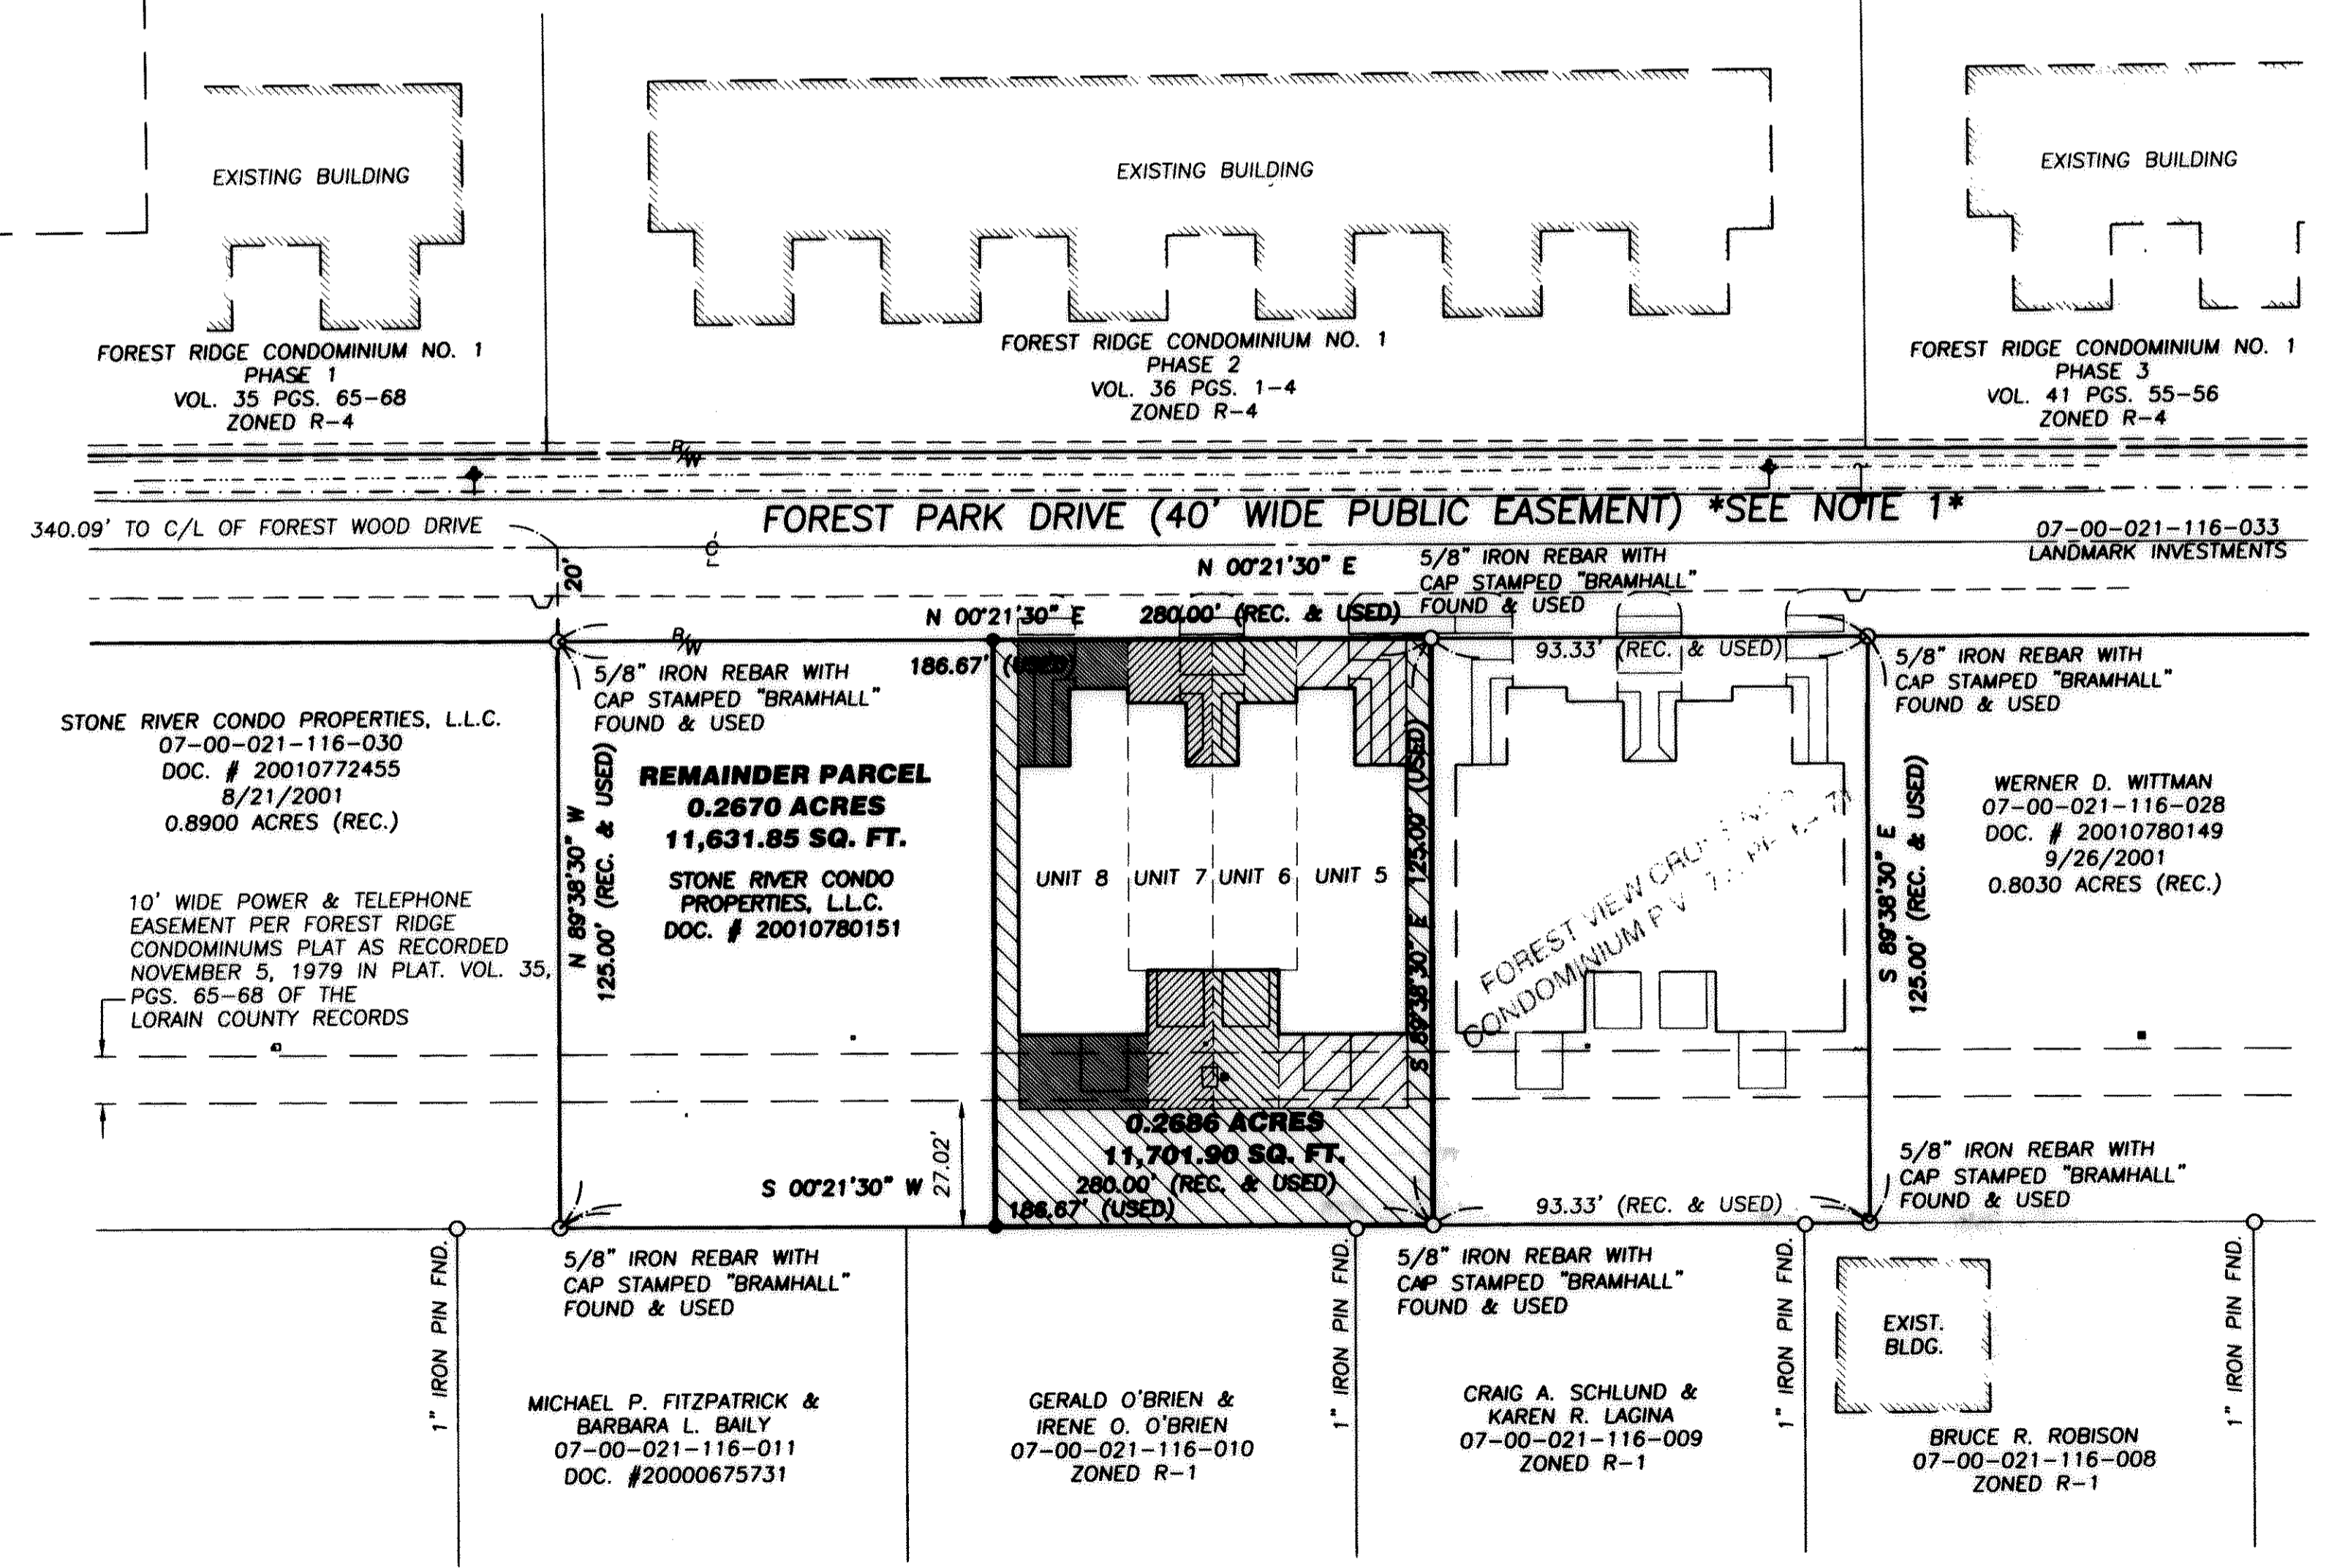 EXISTING BUILDING
EXISTING BUILDING
EXISTING BUILDING
FOREST RIDGE CONDOMINIUM NO. 1
PHASE 1
VOL. 35 PGS. 65-68
ZONED R-4
FOREST RIDGE CONDOMINIUM NO. 1
PHASE 2
VOL. 36 PGS. 1-4
ZONED R-4
FOREST RIDGE CONDOMINIUM NO. 1
PHASE 3
VOL. 41 PGS. 55-56
ZONED R-4
R/W
FOREST PARK DRIVE (40' WIDE PUBLIC EASEMENT) *SEE NOTE 1*
340.09' TO C/L OF FOREST WOOD DRIVE
07-00-021-116-033
LANDMARK INVESTMENTS
C/L
20'
N 00°21'30" E
5/8" IRON REBAR WITH
CAP STAMPED "BRAMHALL"
FOUND & USED
N 00°21'30" E
280.00' (REC. & USED)
R/W
186.67' (USED)
93.33' (REC. & USED)
5/8" IRON REBAR WITH
CAP STAMPED "BRAMHALL"
FOUND & USED
5/8" IRON REBAR WITH
CAP STAMPED "BRAMHALL"
FOUND & USED
STONE RIVER CONDO PROPERTIES, L.L.C.
07-00-021-116-030
DOC. # 20010772455
8/21/2001
0.8900 ACRES (REC.)
N 89°38'30" W
125.00' (REC. & USED)
REMAINDER PARCEL
0.2670 ACRES
11,631.85 SQ. FT.
STONE RIVER CONDO
PROPERTIES, L.L.C.
DOC. # 20010780151
UNIT 8
UNIT 7
UNIT 6
UNIT 5
S 89°38'30" E 125.00' (USED)
FOREST VIEW
CONDOMINIUM P.V.
S 89°38'30" E
125.00' (REC. & USED)
WERNER D. WITTMAN
07-00-021-116-028
DOC. # 20010780149
9/26/2001
0.8030 ACRES (REC.)
10' WIDE POWER & TELEPHONE
EASEMENT PER FOREST RIDGE
CONDOMINUMS PLAT AS RECORDED
NOVEMBER 5, 1979 IN PLAT. VOL. 35,
PGS. 65-68 OF THE
LORAIN COUNTY RECORDS
0.2686 ACRES
11,701.90 SQ. FT.
280.00' (REC. & USED)
186.67' (USED)
S 00°21'30" W
27.02'
93.33' (REC. & USED)
5/8" IRON REBAR WITH
CAP STAMPED "BRAMHALL"
FOUND & USED
1" IRON PIN FND.
5/8" IRON REBAR WITH
CAP STAMPED "BRAMHALL"
FOUND & USED
1" IRON PIN FND.
5/8" IRON REBAR WITH
CAP STAMPED "BRAMHALL"
FOUND & USED
1" IRON PIN FND.
EXIST.
BLDG.
1" IRON PIN FND.
MICHAEL P. FITZPATRICK &
BARBARA L. BAILY
07-00-021-116-011
DOC. #20000675731
GERALD O'BRIEN &
IRENE O. O'BRIEN
07-00-021-116-010
ZONED R-1
CRAIG A. SCHLUND &
KAREN R. LAGINA
07-00-021-116-009
ZONED R-1
BRUCE R. ROBISON
07-00-021-116-008
ZONED R-1